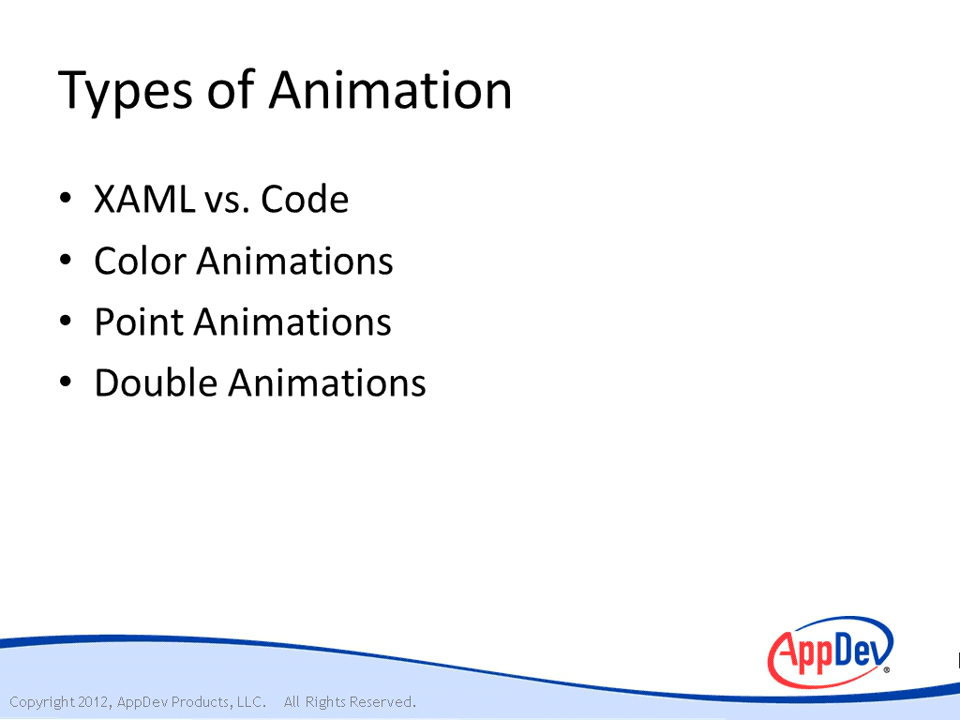 Types of Animation
• XAML vs. Code
• Color Animations
• Point Animations
• Double Animations
AppDev®
Copyright 2012, AppDev Products, LLC. All Rights Reserved.